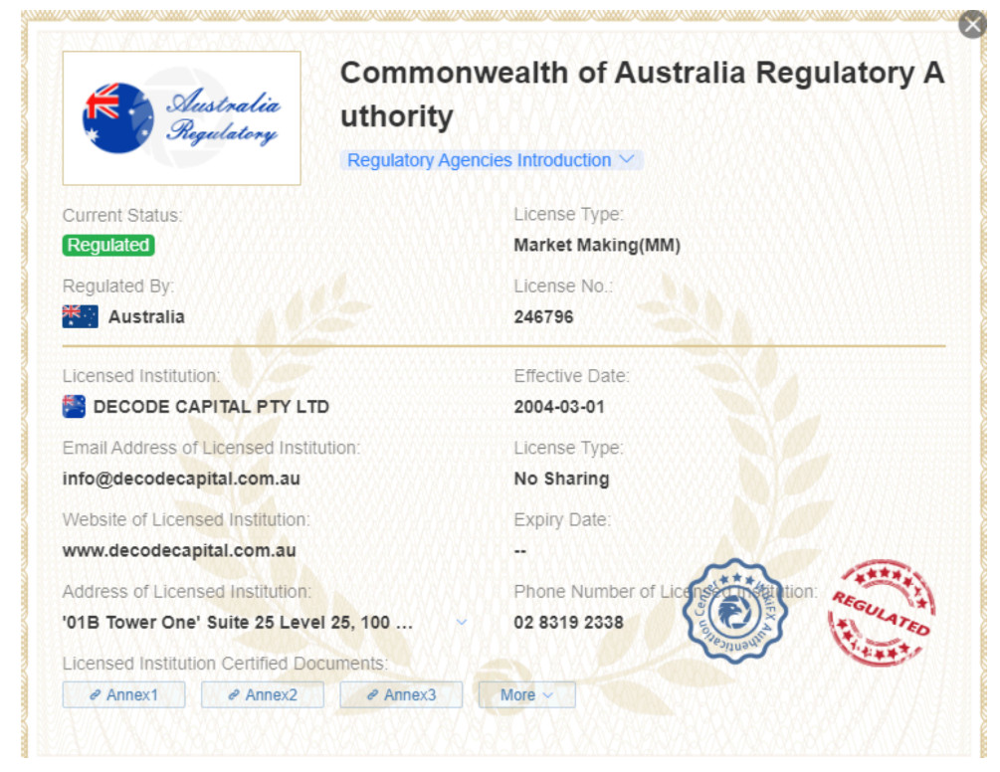 Commonwealth of Australia Regulatory A
uthority
Australia
Regulatory
Regulatory Agencies Introduction
Current Status:
Regulated
License Type:
Market Making(MM)
Regulated By:
Australia
License No.:
246796
Licensed Institution:
DECODE CAPITAL PTY LTD
Effective Date:
2004-03-01
Email Address of Licensed Institution:
info@decodecapital.com.au
License Type:
No Sharing
Website of Licensed Institution:
www.decodecapital.com.au
Expiry Date:
--
Address of Licensed Institution:
'01B Tower One' Suite 25 Level 25, 100 ...
Phone Number of Licensed Institution:
02 8319 2338
WikiFX Authentication Center
REGULATED
Licensed Institution Certified Documents:
Annex1
Annex2
Annex3
More